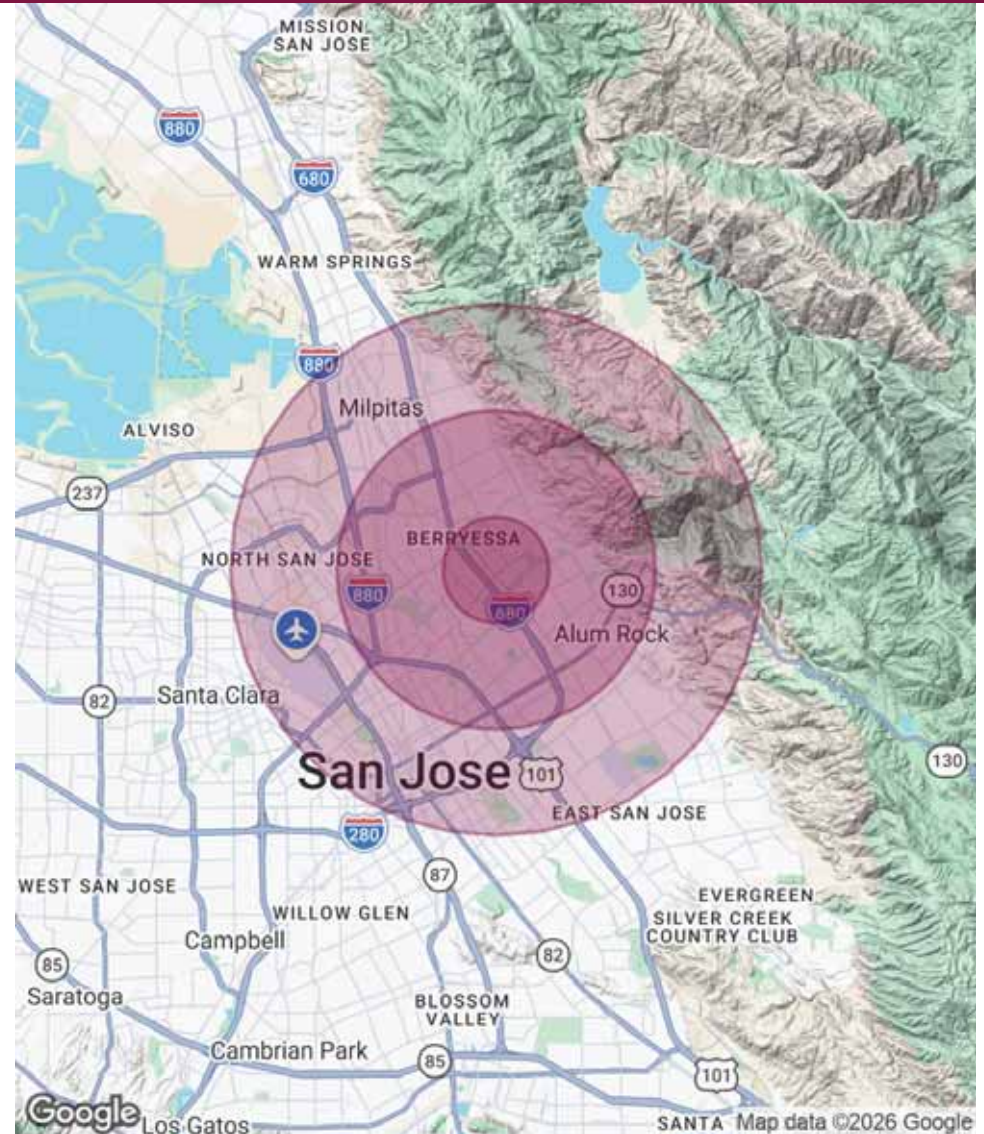 MISSION
SAN JOSE
880
680
WARM SPRINGS
880
Milpitas
ALVISO
237
BERRYESSA
NORTH SAN JOSE
880
130
680
Alum Rock
82
Santa Clara
San Jose
101
130
EAST SAN JOSE
280
87
WEST SAN JOSE
EVERGREEN
WILLOW GLEN
SILVER CREEK
COUNTRY CLUB
Campbell
82
85
Saratoga
BLOSSOM
VALLEY
Cambrian Park
85
101
Google
Los Gatos
SANTA
Map data ©2026 Google